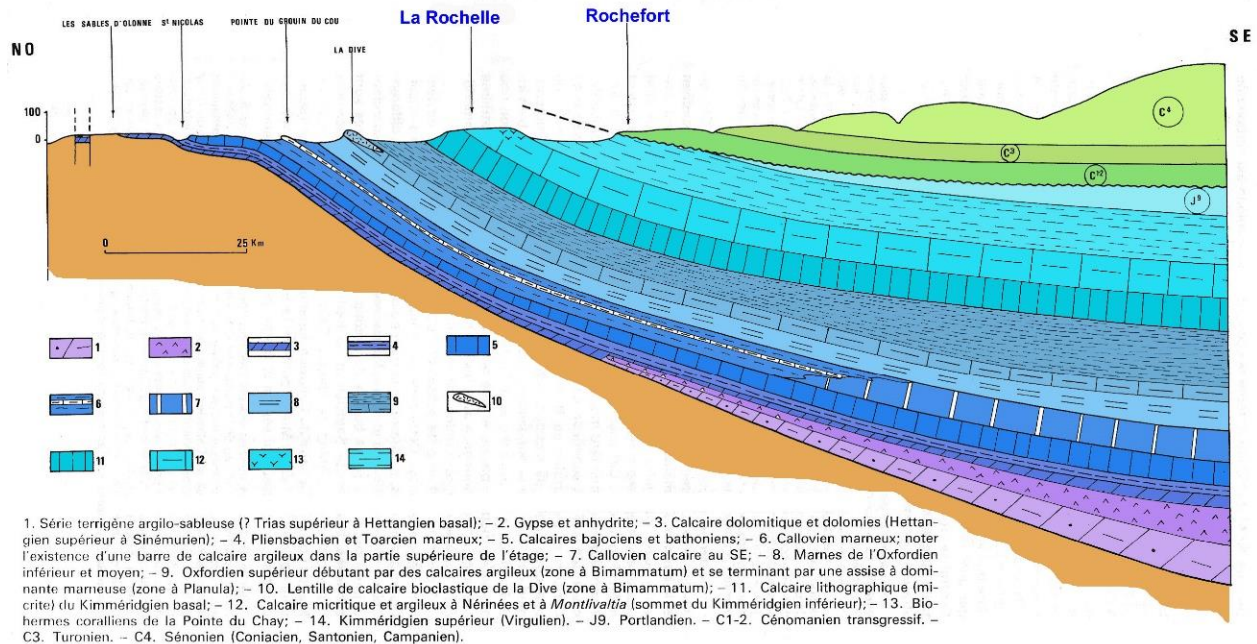 LES SABLES D'OLONNE St NICOLAS POINTE DU GROUIN DU COU La Rochelle Rochefort
NO LA DIVE SE
100
0
C4
C3
C12
J9
0 25 Km
1 2 3 4 5
6 7 8 9 10
11 12 13 14
1. Série terrigène argilo-sableuse (? Trias supérieur à Hettangien basal); – 2. Gypse et anhydrite; – 3. Calcaire dolomitique et dolomies (Hettan-
gien supérieur à Sinémurien); – 4. Pliensbachien et Toarcien marneux; – 5. Calcaires bajociens et bathoniens; – 6. Callovien marneux; noter
l'existence d'une barre de calcaire argileux dans la partie supérieure de l'étage; – 7. Callovien calcaire au SE; – 8. Marnes de l'Oxfordien
inférieur et moyen; – 9. Oxfordien supérieur débutant par des calcaires argileux (zone à Bimammatum) et se terminant par une assise à domi-
nante marneuse (zone à Planula); – 10. Lentille de calcaire bioclastique de la Dive (zone à Bimammatum); – 11. Calcaire lithographique (mi-
crite) du Kimméridgien basal; – 12. Calcaire micritique et argileux à Nérinées et à Montlivaltia (sommet du Kimméridgien inférieur); – 13. Bio-
hermes coralliens de la Pointe du Chay; – 14. Kimméridgien supérieur (Virgulien). – J9. Portlandien. – C1-2. Cénomanien transgressif. –
C3. Turonien. – C4. Sénonien (Coniacien, Santonien, Campanien).